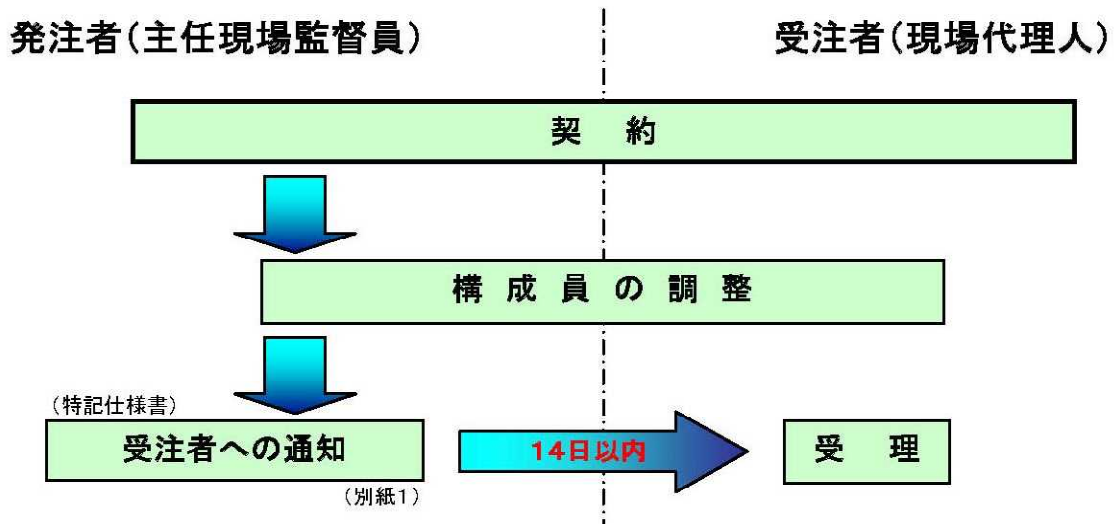 発注者(主任現場監督員)
受注者(現場代理人)
契 約
構 成 員 の 調 整
(特記仕様書)
受注者への通知
14日以内
受 理
(別紙1)